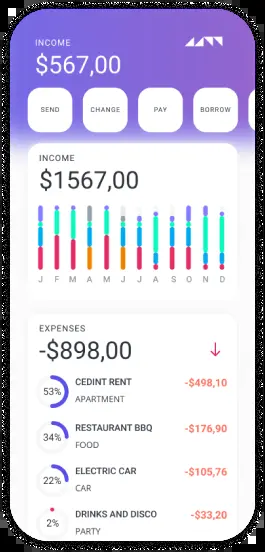 INCOME
$567,00
SEND CHANGE PAY BORROW
INCOME
$1567,00
J F M A M J J A S O N D
EXPENSES
-$898,00
53% CEDINT RENT -$498,10
APARTMENT
34% RESTAURANT BBQ -$176,90
FOOD
22% ELECTRIC CAR -$105,76
CAR
2% DRINKS AND DISCO -$33,20
PARTY